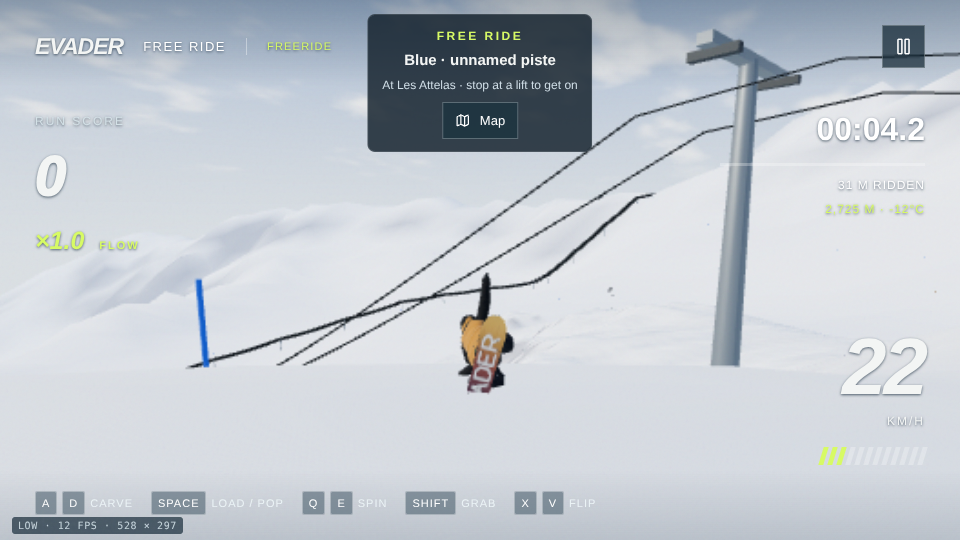 EVADER FREE RIDE FREERIDE
FREE RIDE
Blue · unnamed piste
At Les Attelas · stop at a lift to get on
Map
RUN SCORE
0
×1.0 FLOW
00:04.2
31 M RIDDEN
2,725 M · -12°C
22
KM/H
A D CARVE SPACE LOAD / POP Q E SPIN SHIFT GRAB X V FLIP
LOW · 12 FPS · 528 × 297